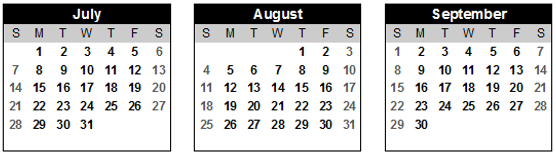 July
S M T W T F S
1 2 3 4 5 6
7 8 9 10 11 12 13
14 15 16 17 18 19 20
21 22 23 24 25 26 27
28 29 30 31
August
S M T W T F S
1 2 3
4 5 6 7 8 9 10
11 12 13 14 15 16 17
18 19 20 21 22 23 24
25 26 27 28 29 30 31
September
S M T W T F S
1 2 3 4 5 6 7
8 9 10 11 12 13 14
15 16 17 18 19 20 21
22 23 24 25 26 27 28
29 30